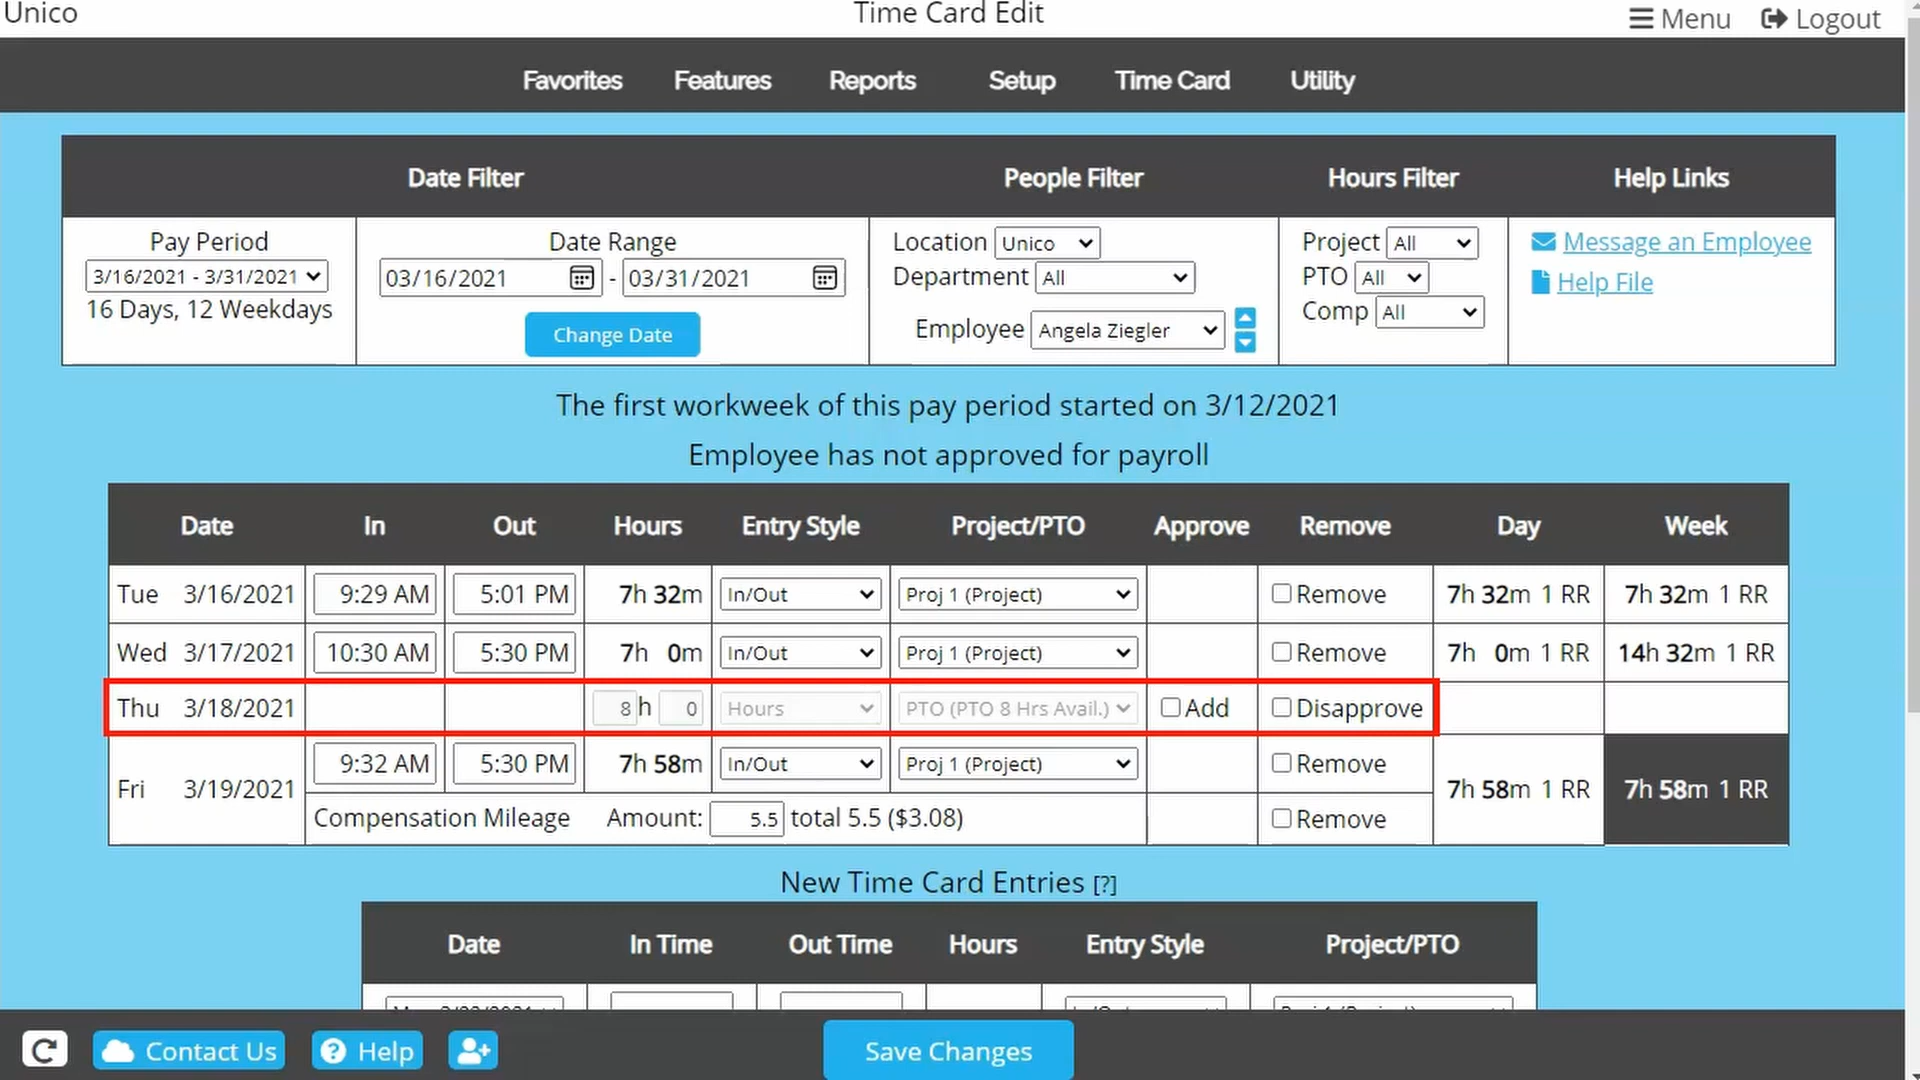 Unico
Time Card Edit
Menu Logout
Favorites Features Reports Setup Time Card Utility
Date Filter People Filter Hours Filter Help Links
Pay Period
3/16/2021 - 3/31/2021
16 Days, 12 Weekdays
Date Range
03/16/2021 - 03/31/2021
Change Date
Location Unico
Department All
Employee Angela Ziegler
Project All
PTO All
Comp All
Message an Employee
Help File
The first workweek of this pay period started on 3/12/2021
Employee has not approved for payroll
Date In Out Hours Entry Style Project/PTO Approve Remove Day Week
Tue 3/16/2021 9:29 AM 5:01 PM 7h 32m In/Out Proj 1 (Project) Remove 7h 32m 1 RR 7h 32m 1 RR
Wed 3/17/2021 10:30 AM 5:30 PM 7h 0m In/Out Proj 1 (Project) Remove 7h 0m 1 RR 14h 32m 1 RR
Thu 3/18/2021 8 h 0 Hours PTO (PTO 8 Hrs Avail.) Add Disapprove
Fri 3/19/2021 9:32 AM 5:30 PM 7h 58m In/Out Proj 1 (Project) Remove 7h 58m 1 RR 7h 58m 1 RR
Compensation Mileage Amount: 5.5 total 5.5 ($3.08) Remove
New Time Card Entries [?]
Date In Time Out Time Hours Entry Style Project/PTO
Contact Us Help Save Changes